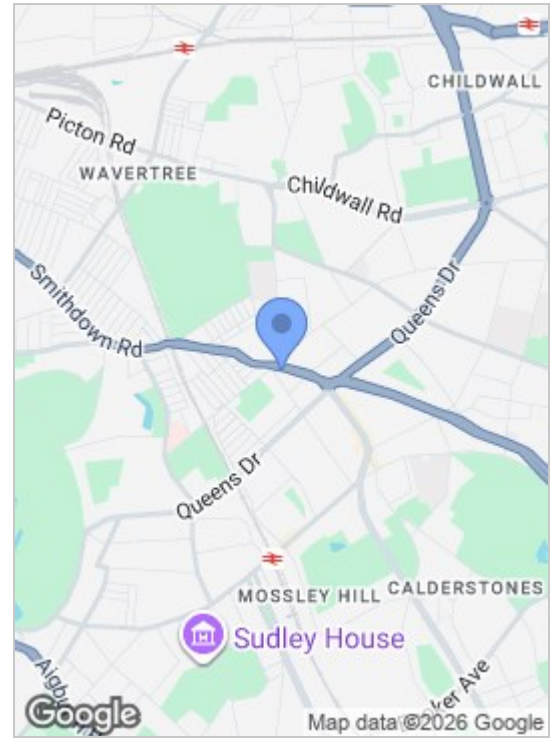 CHILDWALL
Picton Rd
WAVERTREE
Childwall Rd
Smithdown Rd
Queens Dr
Queens Dr
MOSSLEY HILL
CALDERSTONES
Sudley House
Google
Map data ©2026 Google